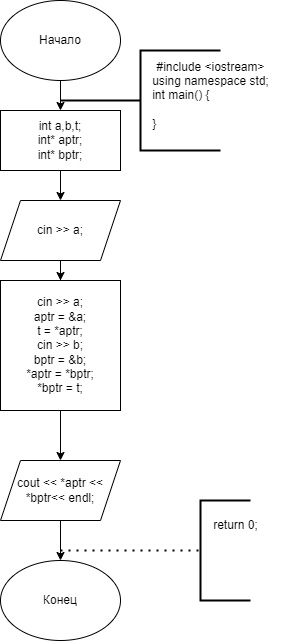 Начало
#include <iostream>
using namespace std;
int main() {
}
int a,b,t;
int* aptr;
int* bptr;
cin >> a;
cin >> a;
aptr = &a;
t = *aptr;
cin >> b;
bptr = &b;
*aptr = *bptr;
*bptr = t;
cout << *aptr <<
*bptr<< endl;
return 0;
Конец